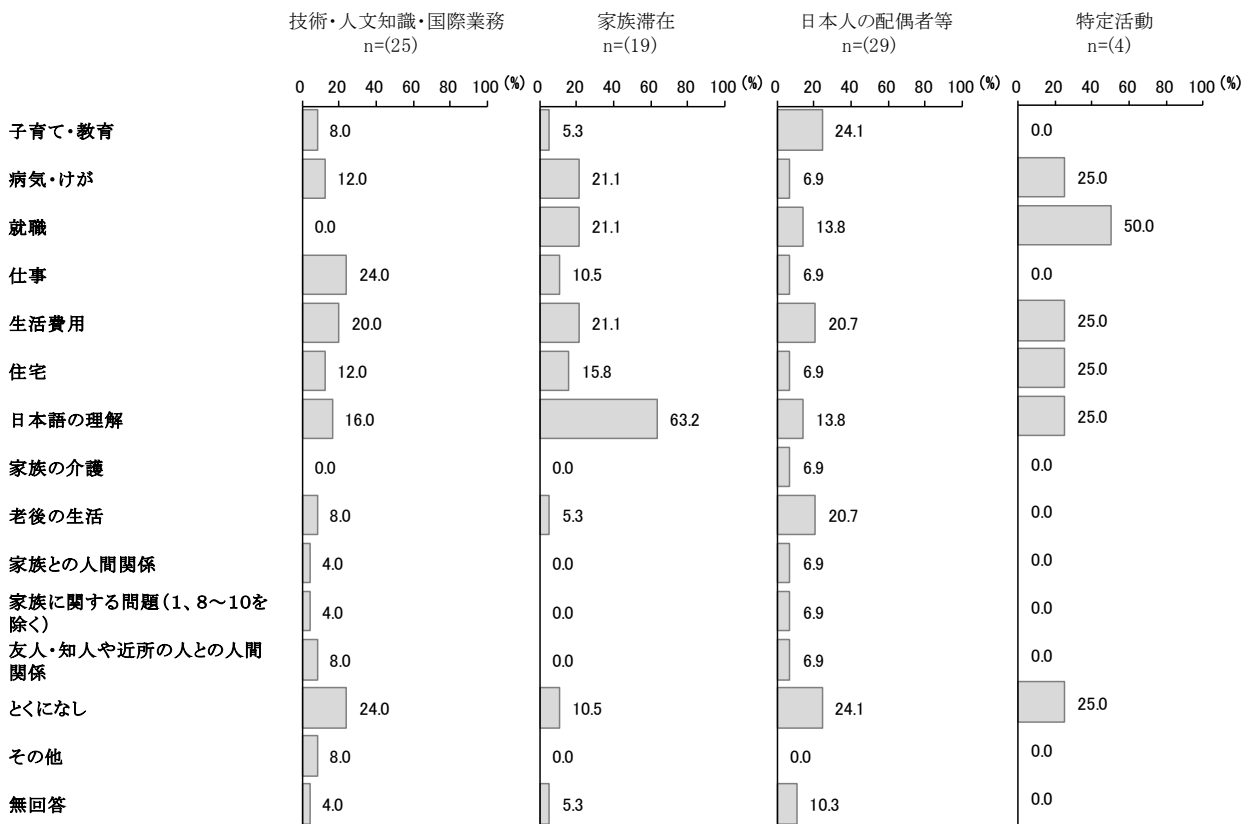 技術・人文知識・国際業務 家族滞在 日本人の配偶者等 特定活動
n=(25) n=(19) n=(29) n=(4)
0 20 40 60 80 100 (%) 0 20 40 60 80 100 (%) 0 20 40 60 80 100 (%) 0 20 40 60 80 100 (%)
子育て・教育 8.0 5.3 24.1 0.0
病気・けが 12.0 21.1 6.9 25.0
就職 0.0 21.1 13.8 50.0
仕事 24.0 10.5 6.9 0.0
生活費用 20.0 21.1 20.7 25.0
住宅 12.0 15.8 6.9 25.0
日本語の理解 16.0 63.2 13.8 25.0
家族の介護 0.0 0.0 6.9 0.0
老後の生活 8.0 5.3 20.7 0.0
家族との人間関係 4.0 0.0 6.9 0.0
家族に関する問題（1、8～10を
除く） 4.0 0.0 6.9 0.0
友人・知人や近所の人との人間
関係 8.0 0.0 6.9 0.0
とくになし 24.0 10.5 24.1 25.0
その他 8.0 0.0 0.0 0.0
無回答 4.0 5.3 10.3 0.0